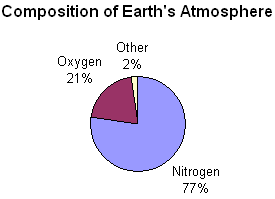 Composition of Earth's Atmosphere
Other
2%
Oxygen
21%
Nitrogen
77%